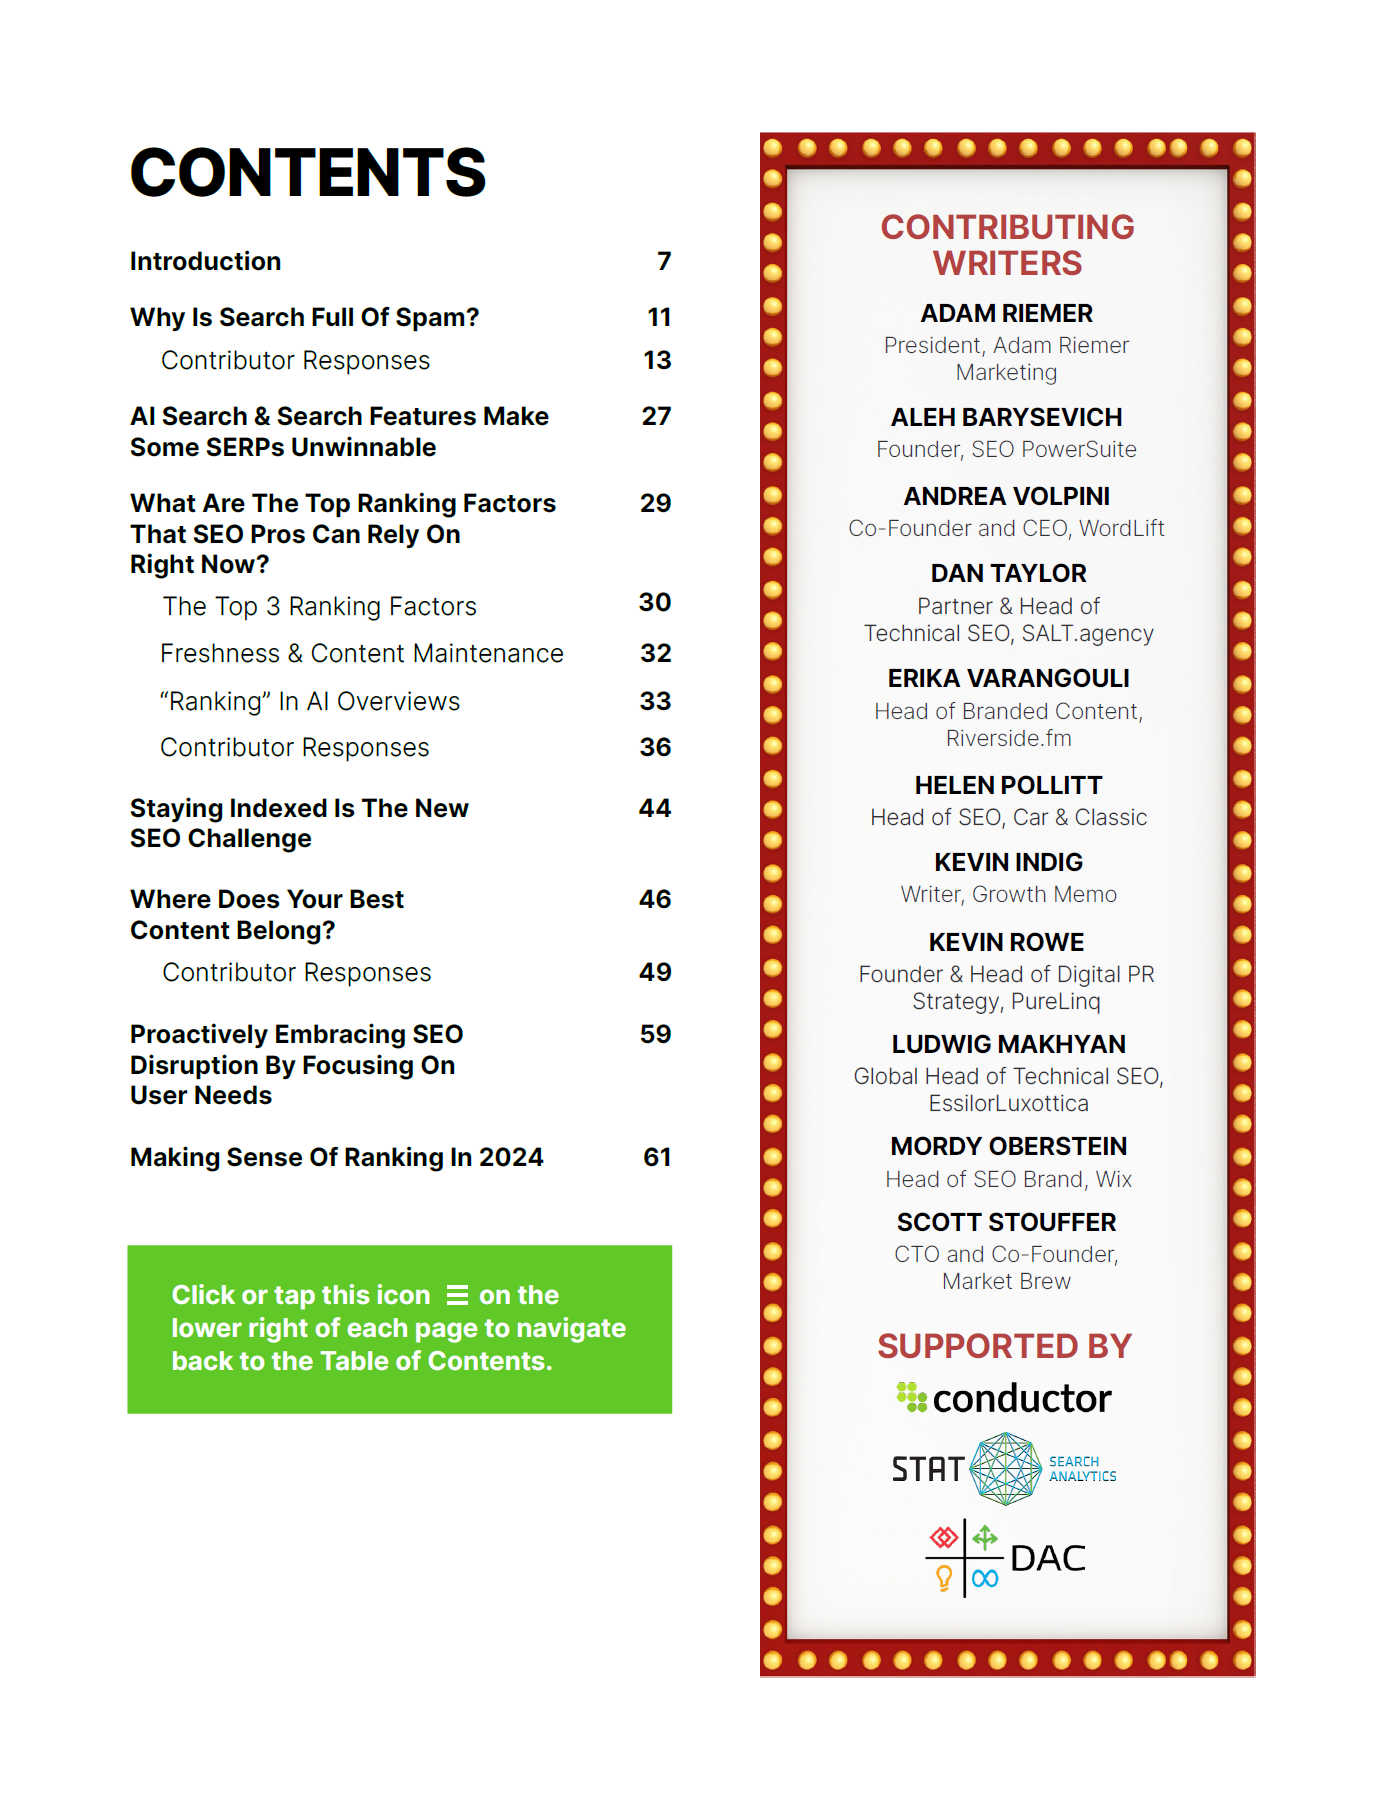 CONTENTS
Introduction 7
Why Is Search Full Of Spam? 11
Contributor Responses 13
AI Search & Search Features Make 27
Some SERPs Unwinnable
What Are The Top Ranking Factors 29
That SEO Pros Can Rely On
Right Now?
The Top 3 Ranking Factors 30
Freshness & Content Maintenance 32
“Ranking” In AI Overviews 33
Contributor Responses 36
Staying Indexed Is The New 44
SEO Challenge
Where Does Your Best 46
Content Belong?
Contributor Responses 49
Proactively Embracing SEO 59
Disruption By Focusing On
User Needs
Making Sense Of Ranking In 2024 61
Click or tap this icon on the
lower right of each page to navigate
back to the Table of Contents.
CONTRIBUTING
WRITERS
ADAM RIEMER
President, Adam Riemer
Marketing
ALEH BARYSEVICH
Founder, SEO PowerSuite
ANDREA VOLPINI
Co-Founder and CEO, WordLift
DAN TAYLOR
Partner & Head of
Technical SEO, SALT.agency
ERIKA VARANGOULI
Head of Branded Content,
Riverside.fm
HELEN POLLITT
Head of SEO, Car & Classic
KEVIN INDIG
Writer, Growth Memo
KEVIN ROWE
Founder & Head of Digital PR
Strategy, PureLinq
LUDWIG MAKHYAN
Global Head of Technical SEO,
EssilorLuxottica
MORDY OBERSTEIN
Head of SEO Brand, Wix
SCOTT STOUFFER
CTO and Co-Founder,
Market Brew
SUPPORTED BY
conductor
STAT SEARCH
ANALYTICS
DAC